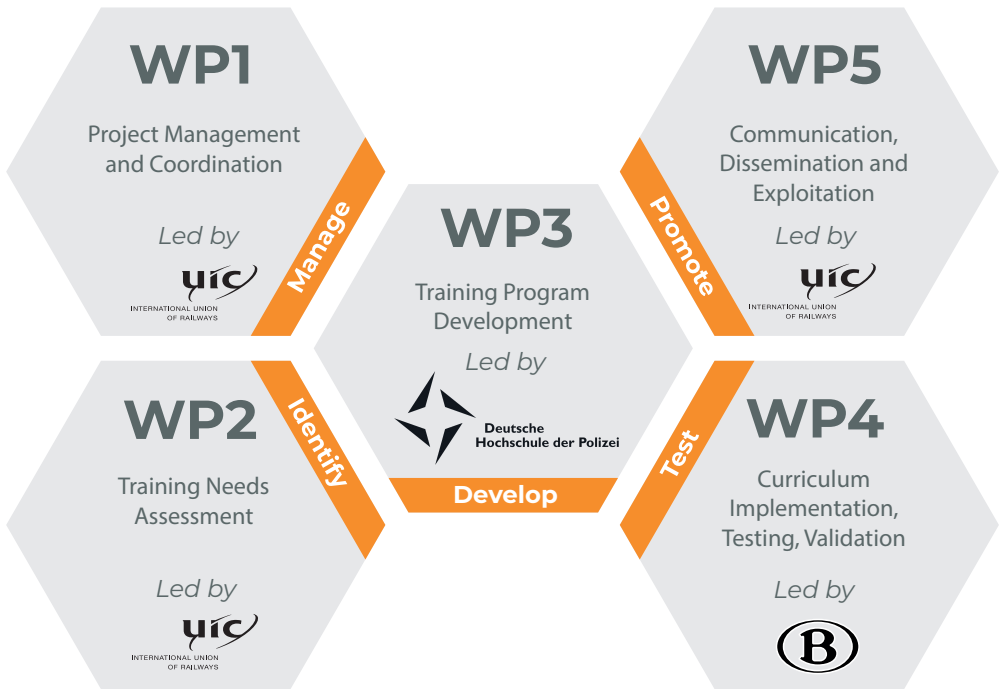 WP1
Project Management
and Coordination
Led by
uic
INTERNATIONAL UNION
OF RAILWAYS
Manage
WP2
Training Needs
Assessment
Led by
uic
INTERNATIONAL UNION
OF RAILWAYS
Identify
WP3
Training Program
Development
Led by
Deutsche
Hochschule der Polizei
Develop
WP4
Curriculum
Implementation,
Testing, Validation
Led by
B
Test
WP5
Communication,
Dissemination and
Exploitation
Led by
uic
INTERNATIONAL UNION
OF RAILWAYS
Promote